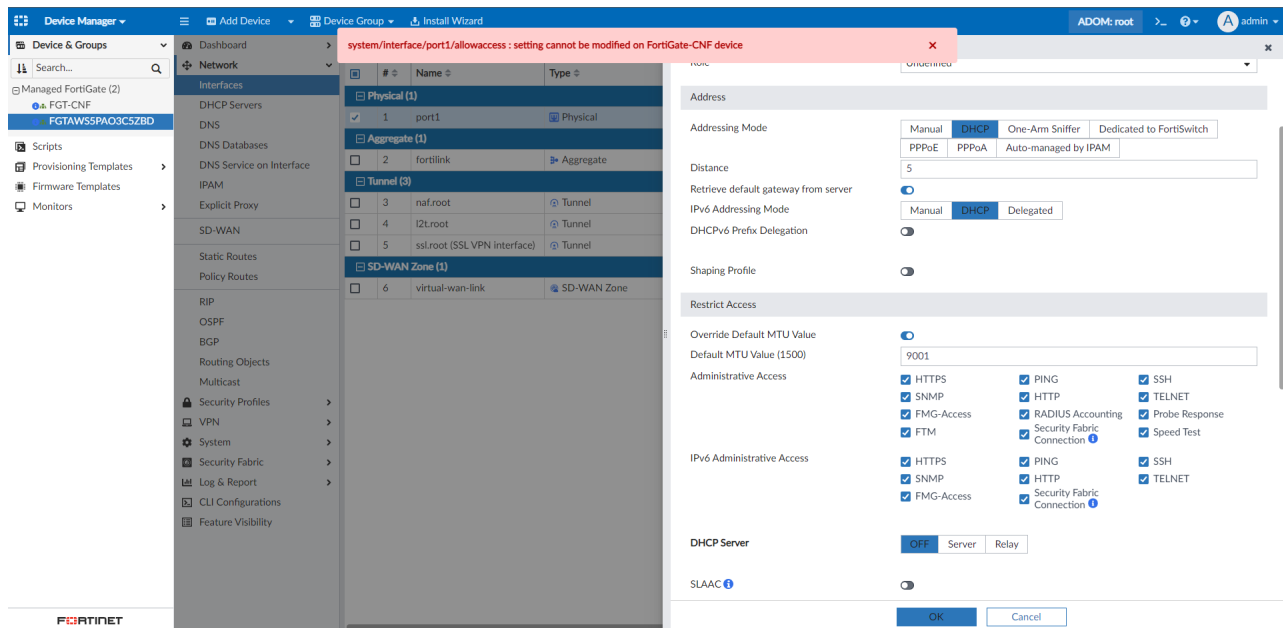 Device Manager
Add Device
Device Group
Install Wizard
ADOM: root
>_
A admin
Device & Groups
Search...
Managed FortiGate (2)
FGT-CNF
FGTAWS5PAO3C5ZBD
Scripts
Provisioning Templates
Firmware Templates
Monitors
FORTINET
Dashboard
Network
Interfaces
DHCP Servers
DNS
DNS Databases
DNS Service on Interface
IPAM
Explicit Proxy
SD-WAN
Static Routes
Policy Routes
RIP
OSPF
BGP
Routing Objects
Multicast
Security Profiles
VPN
System
Security Fabric
Log & Report
CLI Configurations
Feature Visibility
system/interface/port1/allowaccess : setting cannot be modified on FortiGate-CNF device
# Name Type
Physical (1)
1 port1 Physical
Aggregate (1)
2 fortilink Aggregate
Tunnel (3)
3 naf.root Tunnel
4 l2t.root Tunnel
5 ssl.root (SSL VPN interface) Tunnel
SD-WAN Zone (1)
6 virtual-wan-link SD-WAN Zone
Role Undefined
Address
Addressing Mode Manual DHCP One-Arm Sniffer Dedicated to FortiSwitch
PPPoE PPPoA Auto-managed by IPAM
Distance 5
Retrieve default gateway from server
IPv6 Addressing Mode Manual DHCP Delegated
DHCPv6 Prefix Delegation
Shaping Profile
Restrict Access
Override Default MTU Value
Default MTU Value (1500) 9001
Administrative Access HTTPS PING SSH
SNMP HTTP TELNET
FMG-Access RADIUS Accounting Probe Response
FTM Security Fabric Connection Speed Test
IPv6 Administrative Access HTTPS PING SSH
SNMP HTTP TELNET
FMG-Access Security Fabric Connection
DHCP Server OFF Server Relay
SLAAC
OK Cancel